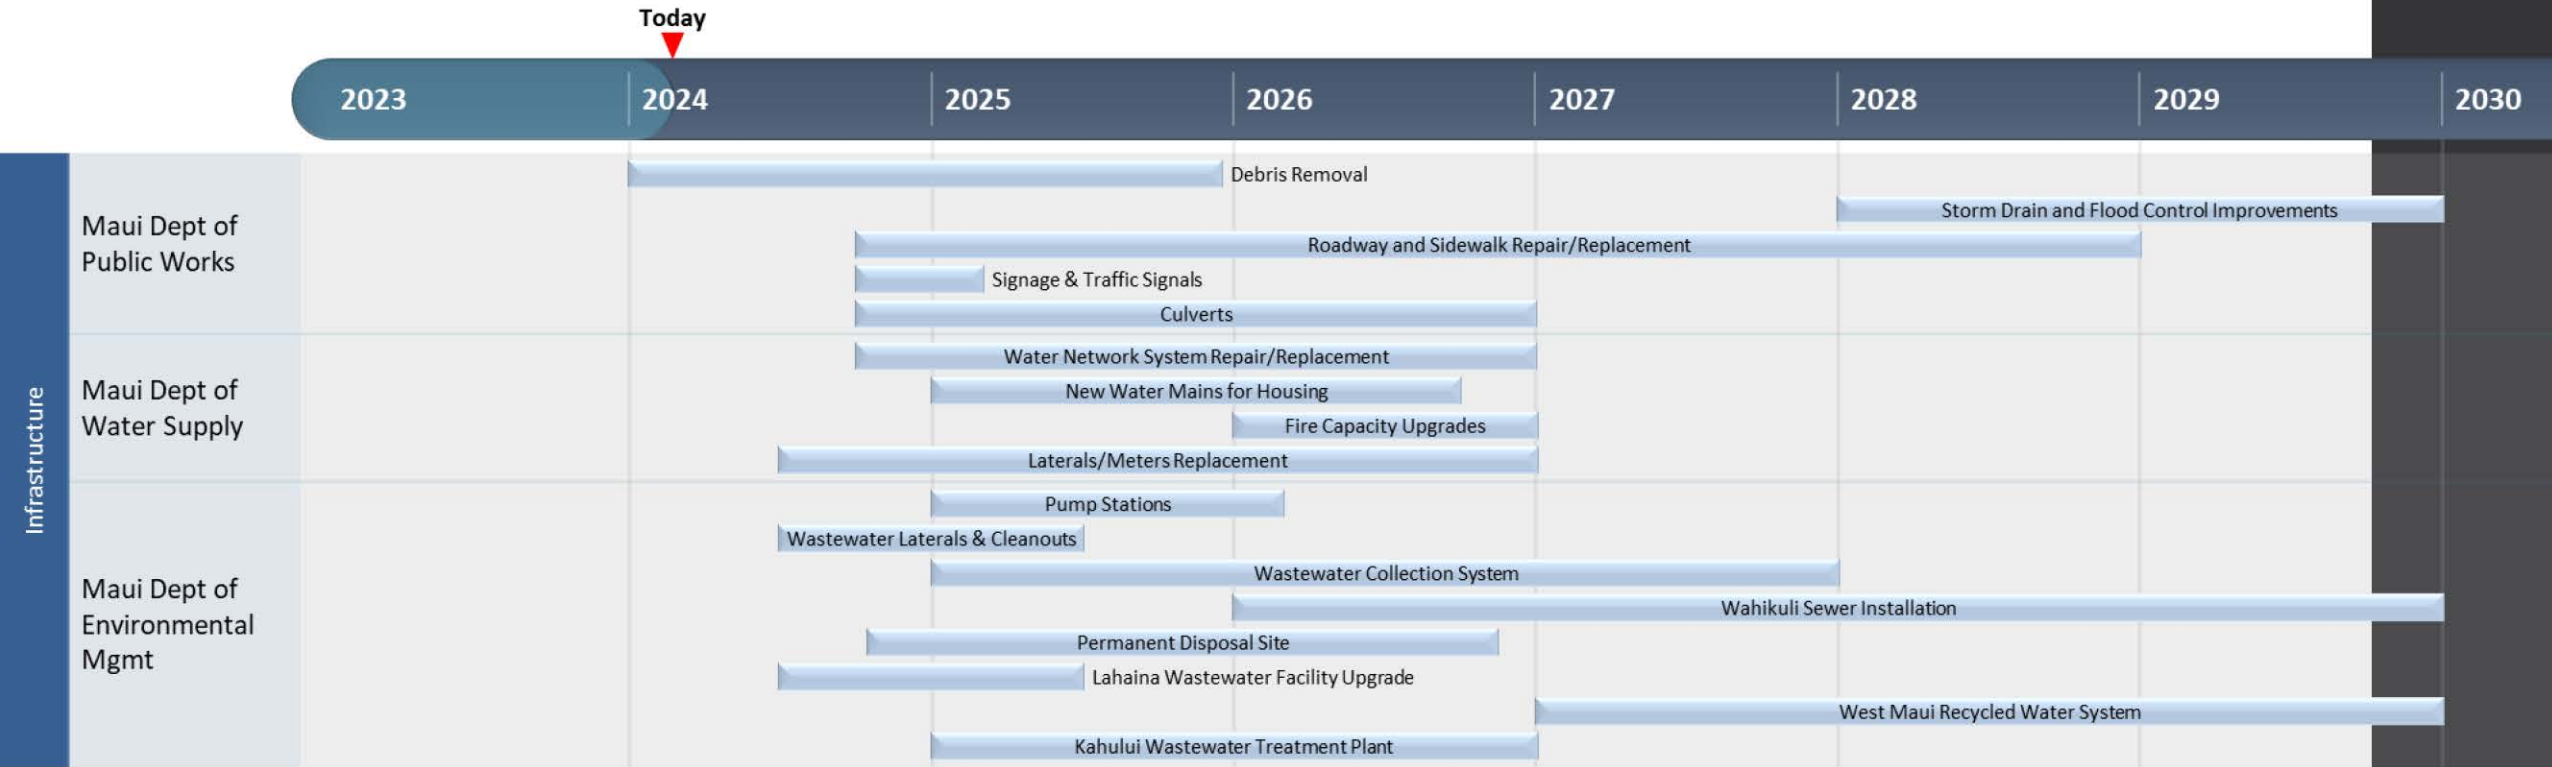 Today
2023 2024 2025 2026 2027 2028 2029 2030
Infrastructure
Maui Dept of
Public Works
Debris Removal
Storm Drain and Flood Control Improvements
Roadway and Sidewalk Repair/Replacement
Signage & Traffic Signals
Culverts
Maui Dept of
Water Supply
Water Network System Repair/Replacement
New Water Mains for Housing
Fire Capacity Upgrades
Laterals/Meters Replacement
Maui Dept of
Environmental
Mgmt
Pump Stations
Wastewater Laterals & Cleanouts
Wastewater Collection System
Wahikuli Sewer Installation
Permanent Disposal Site
Lahaina Wastewater Facility Upgrade
West Maui Recycled Water System
Kahului Wastewater Treatment Plant